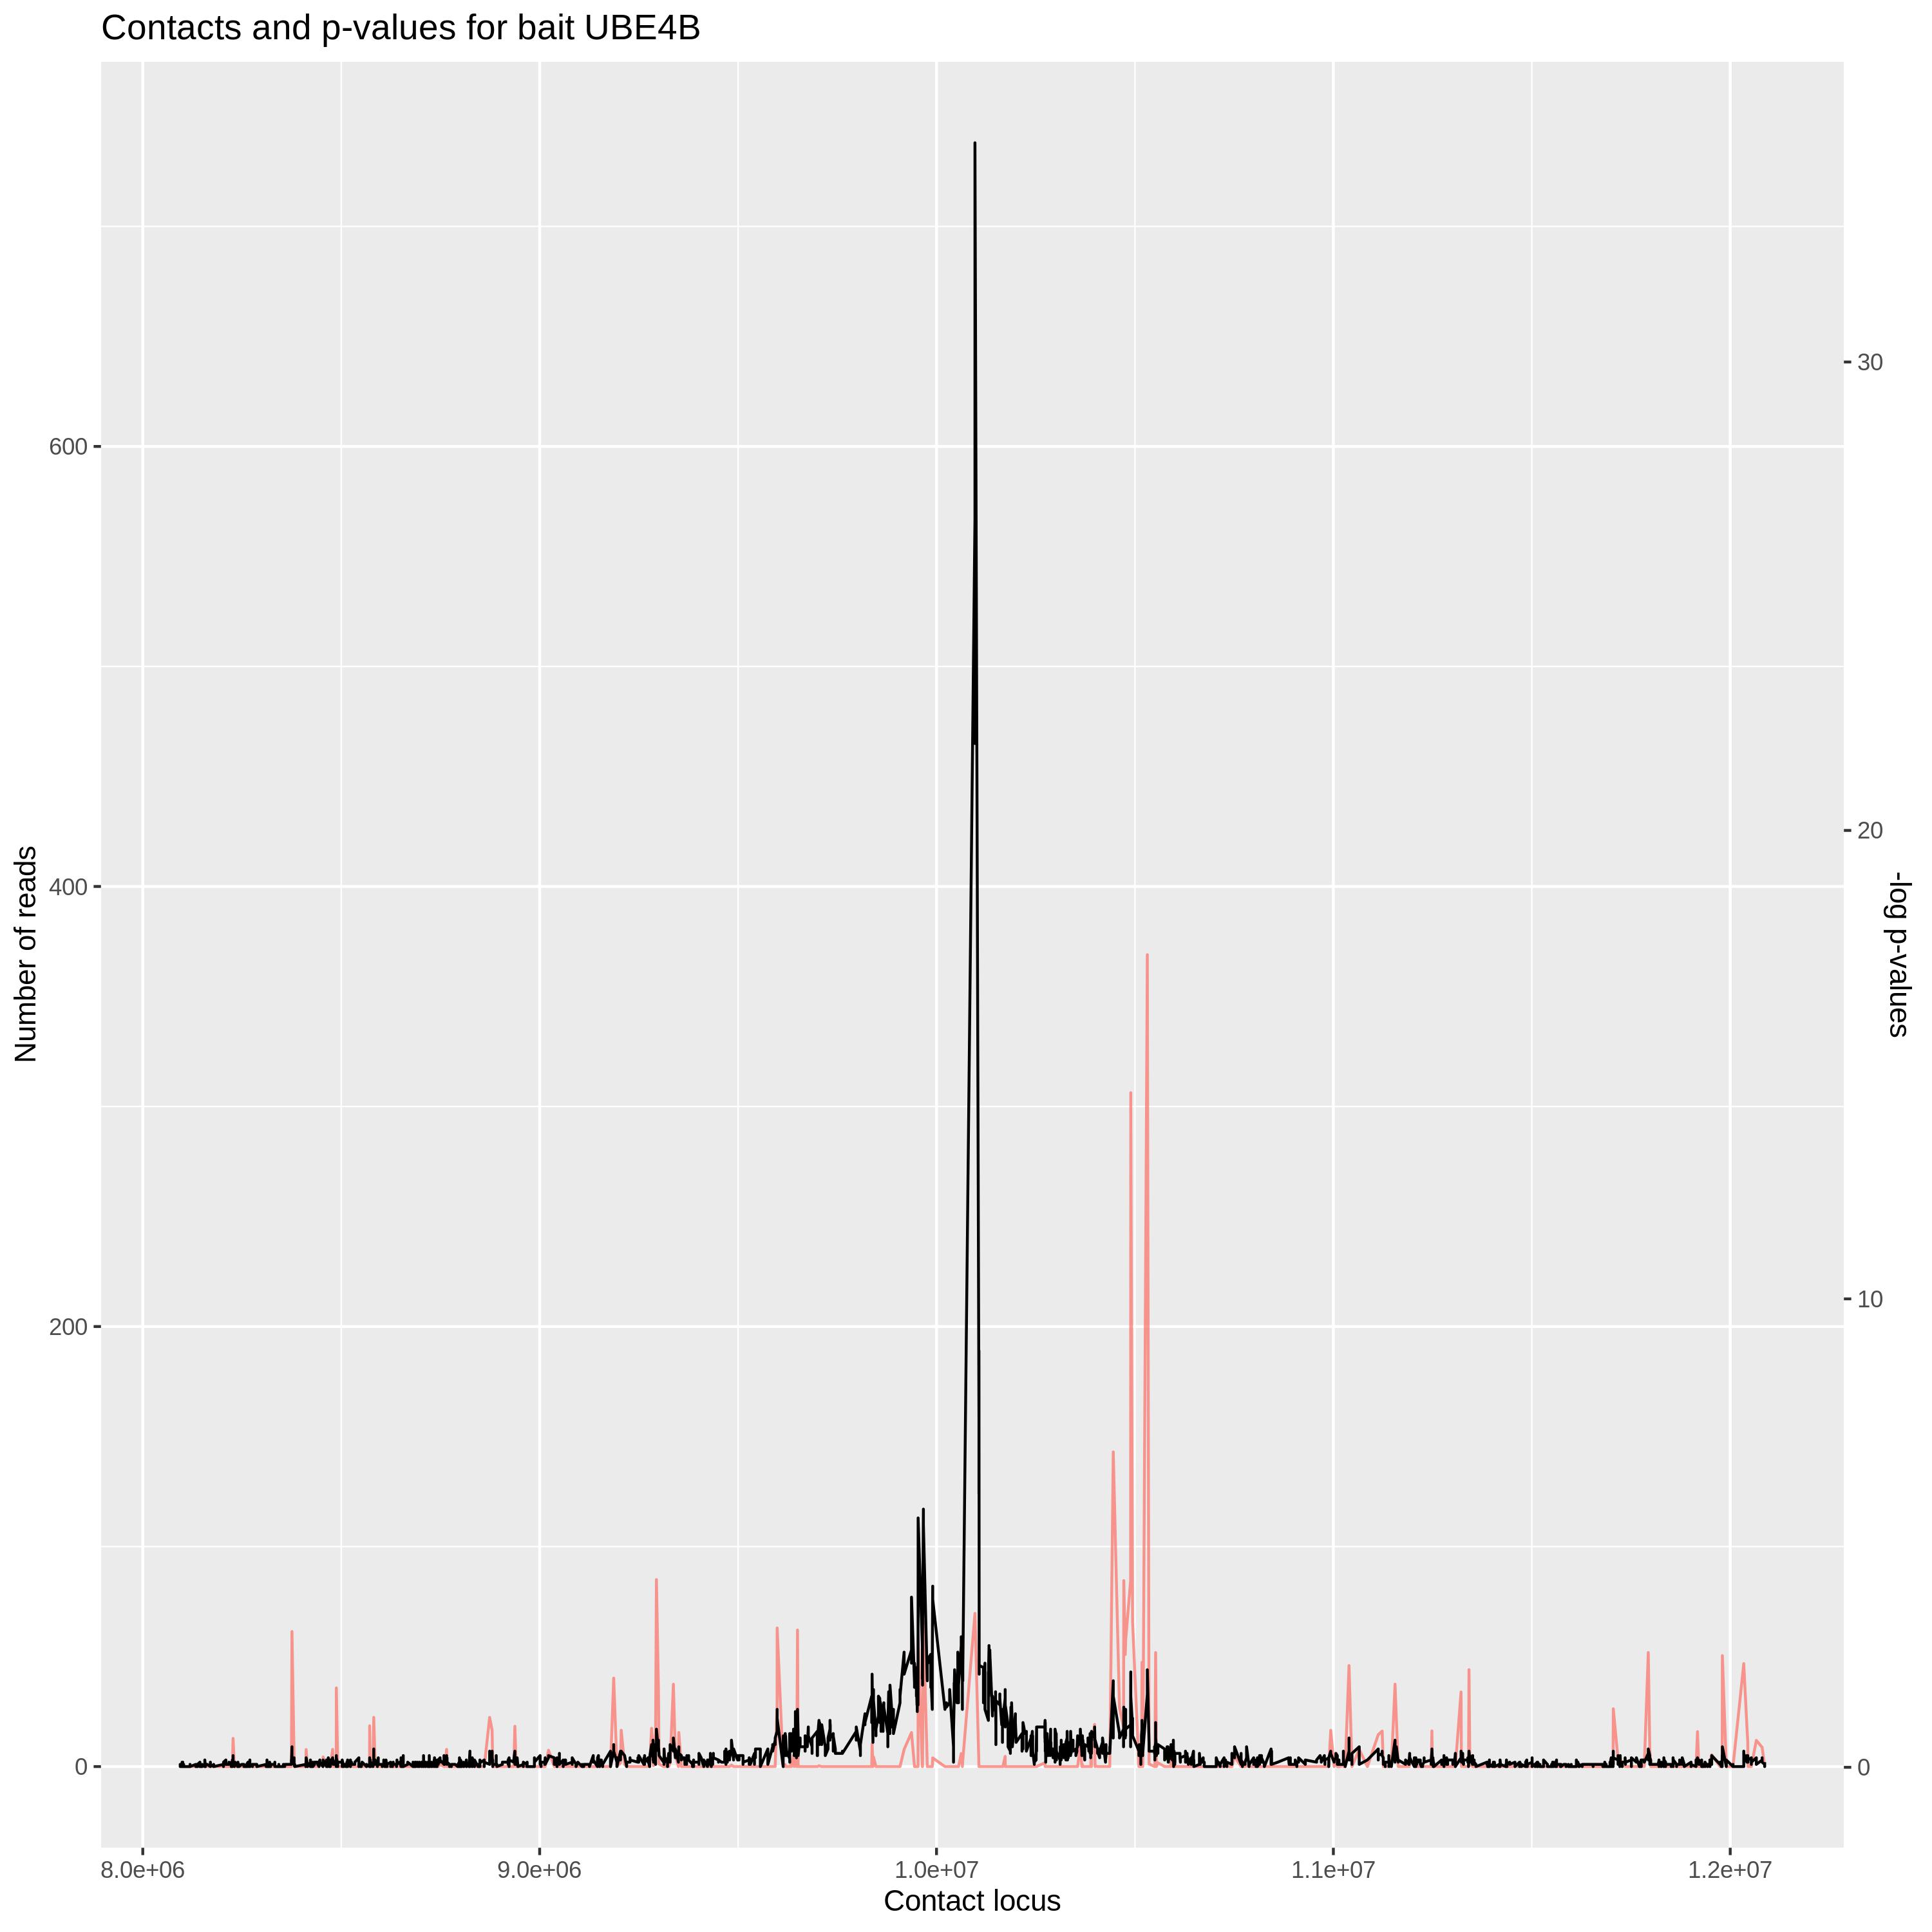 Contacts and p-values for bait UBE4B
Number of reads
600
400
200
0
30
20
10
0
-log p-values
8.0e+06
9.0e+06
1.0e+07
1.1e+07
1.2e+07
Contact locus